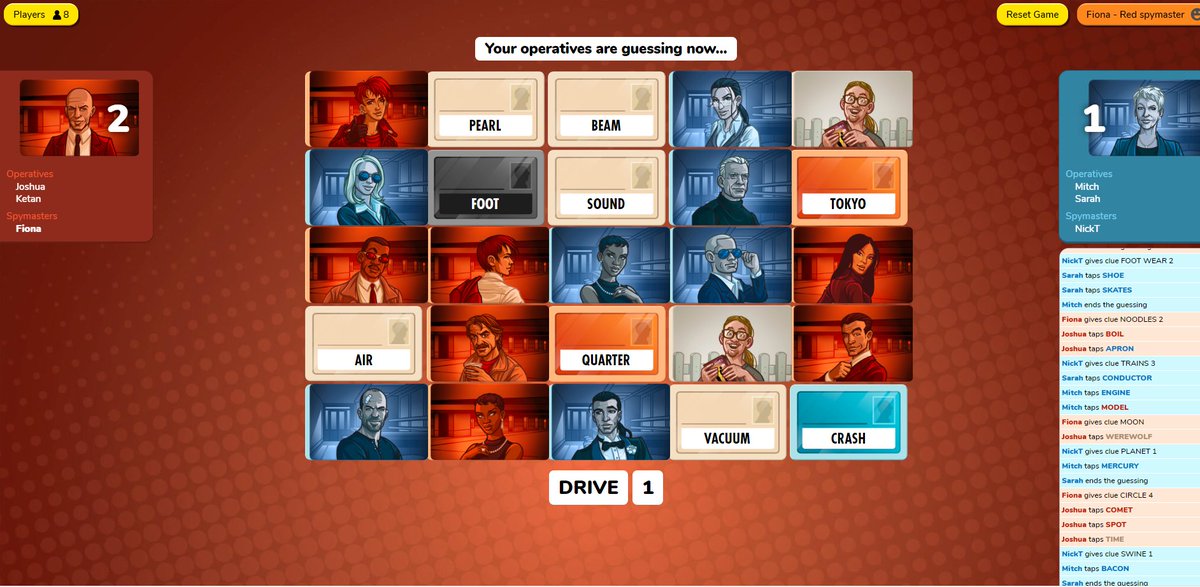 Players 8
Reset Game
Fiona - Red spymaster
Your operatives are guessing now...
2
Operatives
Joshua
Ketan
Spymasters
Fiona
PEARL
BEAM
FOOT
SOUND
TOKYO
AIR
QUARTER
VACUUM
CRASH
DRIVE 1
1
Operatives
Mitch
Sarah
Spymasters
NickT
NickT gives clue FOOT WEAR 2
Sarah taps SHOE
Sarah taps SKATES
Mitch ends the guessing
Fiona gives clue NOODLES 2
Joshua taps BOIL
Joshua taps APRON
NickT gives clue TRAINS 3
Sarah taps CONDUCTOR
Mitch taps ENGINE
Mitch taps MODEL
Fiona gives clue MOON
Joshua taps WEREWOLF
NickT gives clue PLANET 1
Mitch taps MERCURY
Sarah ends the guessing
Fiona gives clue CIRCLE 4
Joshua taps COMET
Joshua taps SPOT
Joshua taps TIME
NickT gives clue SWINE 1
Mitch taps BACON
Sarah ends the guessing